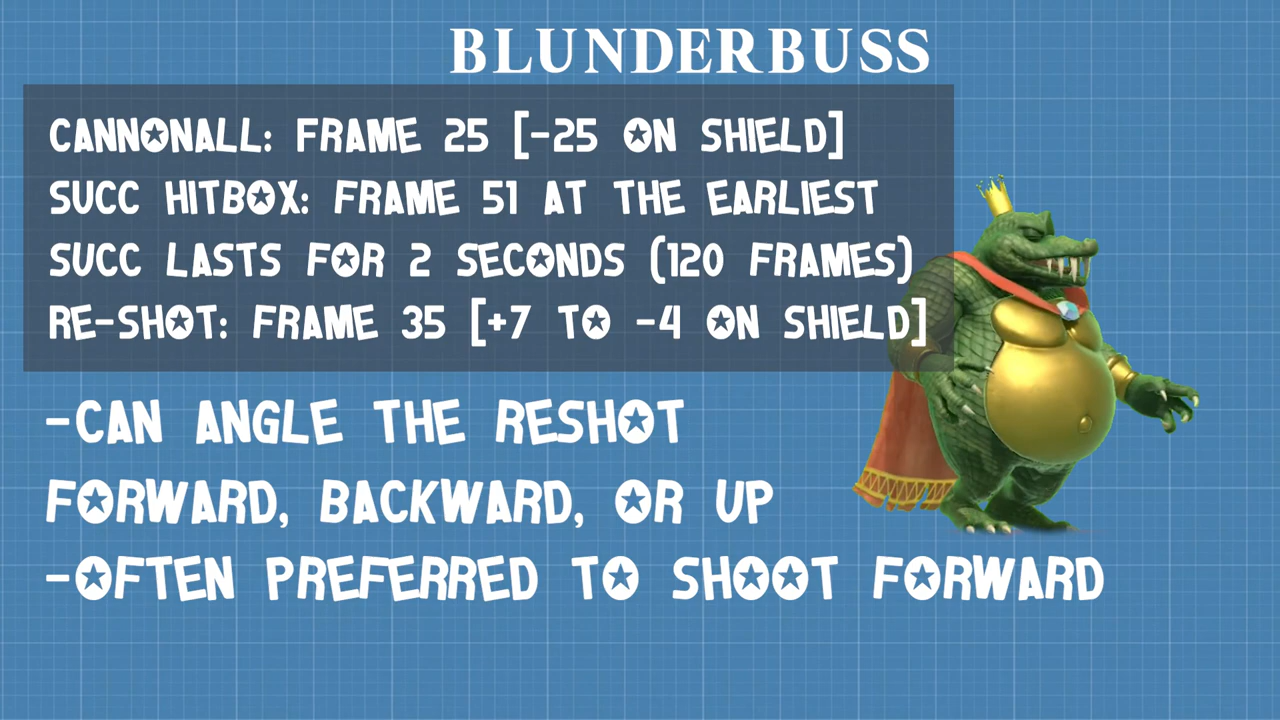 BLUNDERBUSS
CANNONALL: FRAME 25 [-25 ON SHIELD]
SUCC HITBOX: FRAME 51 AT THE EARLIEST
SUCC LASTS FOR 2 SECONDS (120 FRAMES)
RE-SHOT: FRAME 35 [+7 TO -4 ON SHIELD]
-CAN ANGLE THE RESHOT
FORWARD, BACKWARD, OR UP
-OFTEN PREFERRED TO SHOOT FORWARD